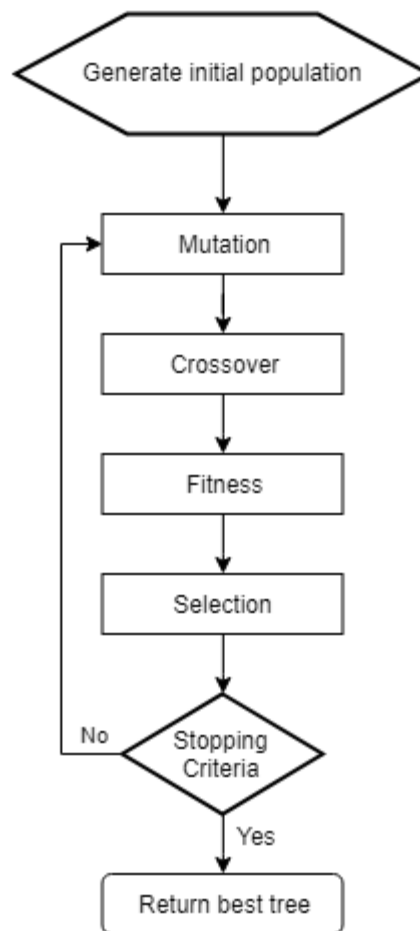 Generate initial population
Mutation
Crossover
Fitness
Selection
Stopping
Criteria
No
Yes
Return best tree